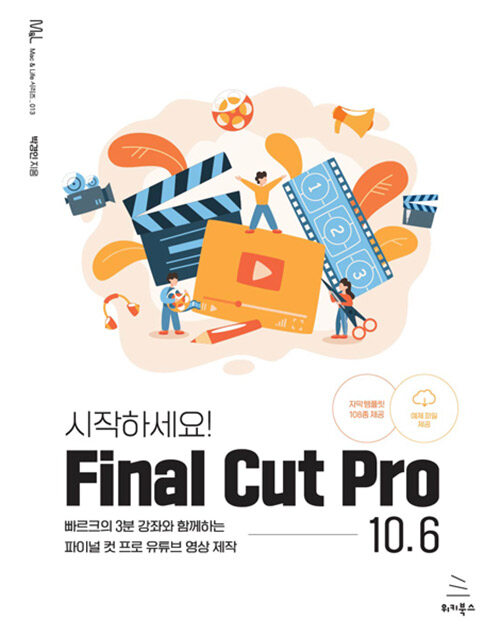 M&L
Mac & Life 시리즈 _ 013
박경인 지음
1
2
3
자막 템플릿
108종 제공
예제 파일
제공
시작하세요!
Final Cut Pro
빠르크의 3분 강좌와 함께하는
파이널 컷 프로 유튜브 영상 제작
10.6
위키북스